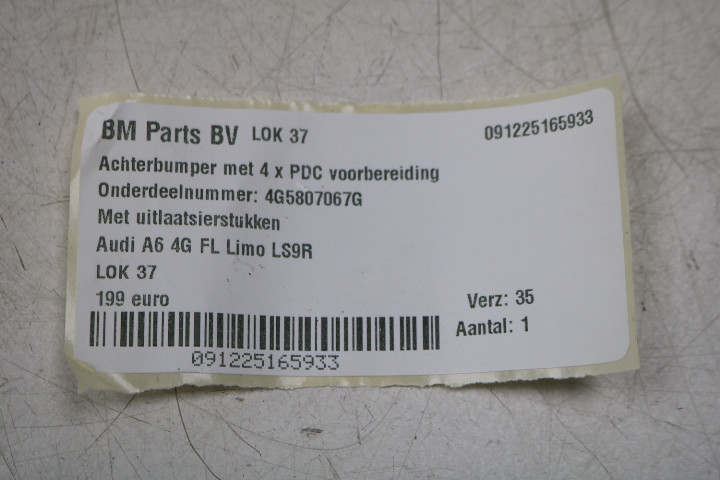 BM Parts BV LOK 37 091225165933
Achterbumper met 4 x PDC voorbereiding
Onderdeelnummer: 4G5807067G
Met uitlaatsierstukken
Audi A6 4G FL Limo LS9R
LOK 37
199 euro Verz: 35
Aantal: 1
091225165933